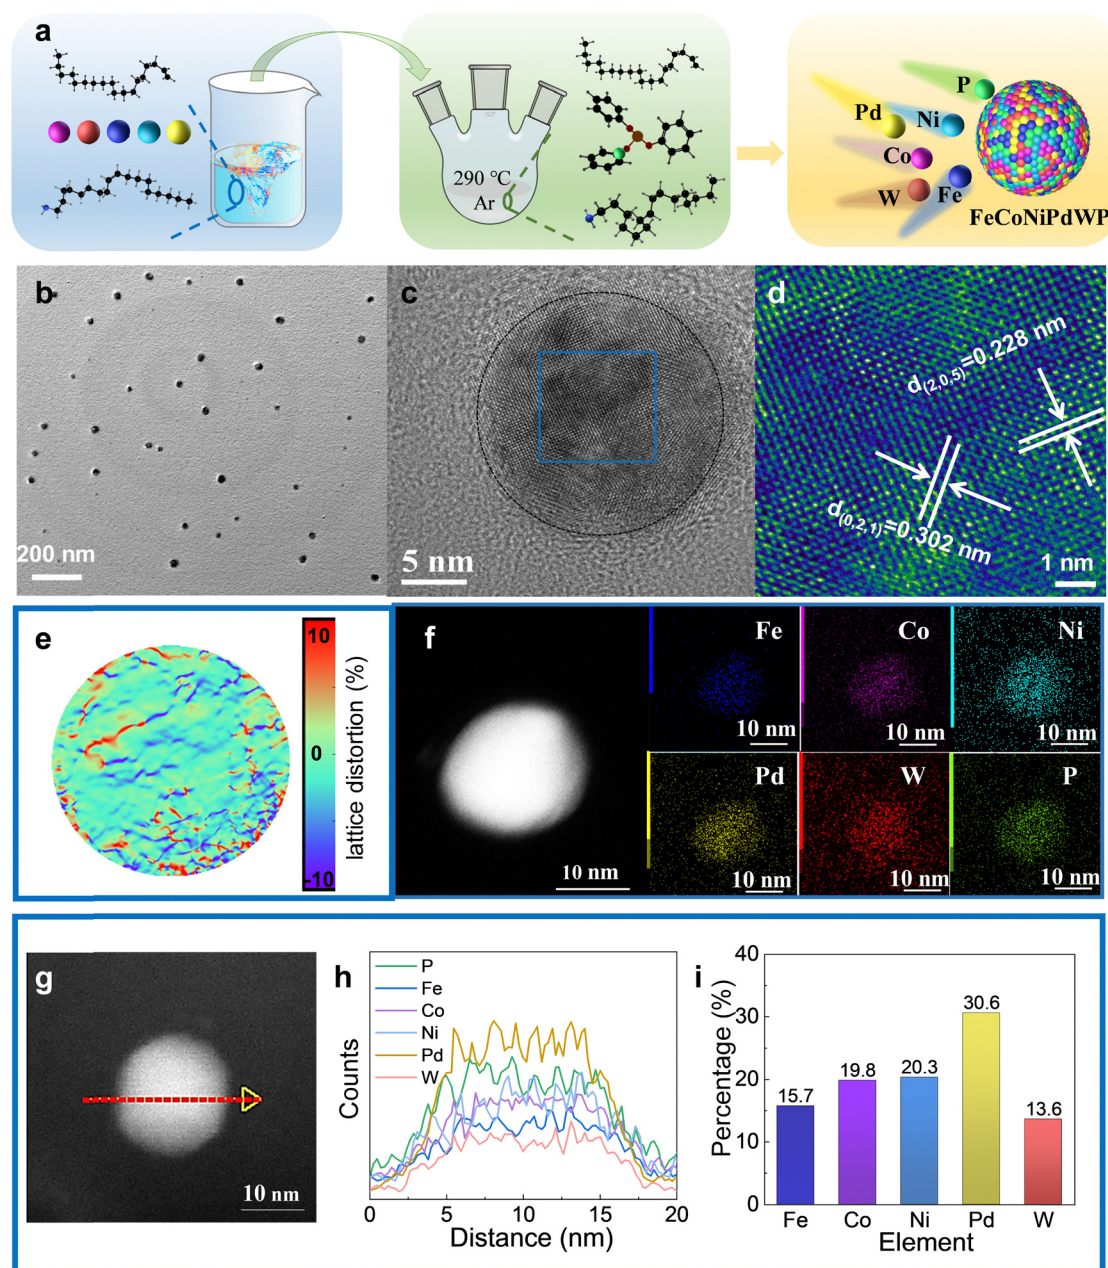 a
290 °C
Ar
P
Pd
Ni
Co
W
Fe
FeCoNiPdWP
b
200 nm
c
5 nm
d
d(2,0,5)=0.228 nm
d(0,2,1)=0.302 nm
1 nm
e
10
0
-10
lattice distortion (%)
f
10 nm
Fe
10 nm
Co
10 nm
Ni
10 nm
Pd
10 nm
W
10 nm
P
10 nm
g
10 nm
h
P
Fe
Co
Ni
Pd
W
Counts
0 5 10 15 20
Distance (nm)
i
Percentage (%)
40
30
20
10
0
15.7
19.8
20.3
30.6
13.6
Fe Co Ni Pd W
Element